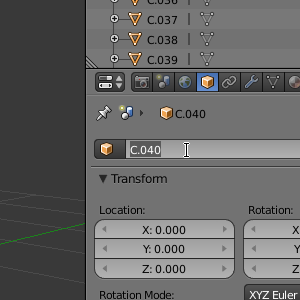 C.036
C.037
C.038
C.039
C.040
C.040
Transform
Location: Rotation:
X: 0.000 X
Y: 0.000 Y
Z: 0.000 Z
Rotation Mode: XYZ Euler